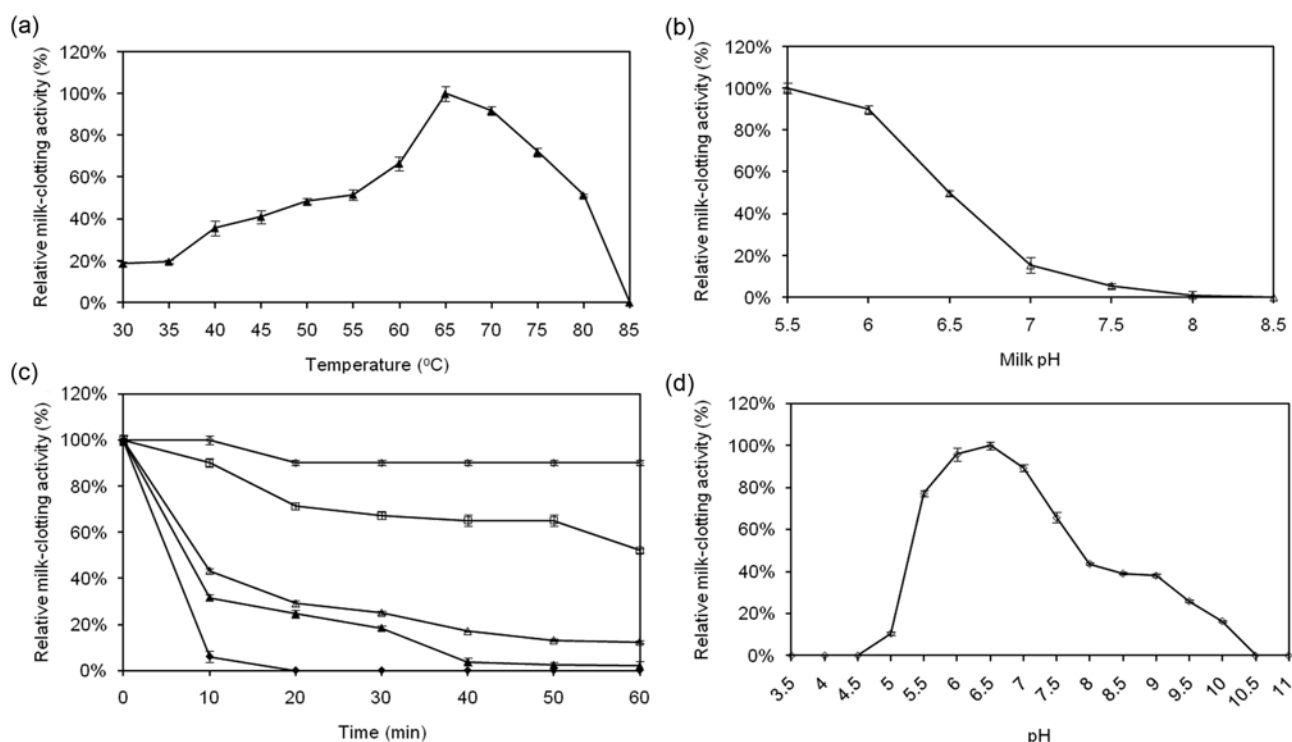 (a)
Relative milk-clotting activity (%)
120%
100%
80%
60%
40%
20%
0%
30 35 40 45 50 55 60 65 70 75 80 85
Temperature (⁰C)
(b)
Relative milk-clotting activity (%)
120%
100%
80%
60%
40%
20%
0%
5.5 6 6.5 7 7.5 8 8.5
Milk pH
(c)
Relative milk-clotting activity (%)
120%
100%
80%
60%
40%
20%
0%
0 10 20 30 40 50 60
Time (min)
(d)
Relative milk-clotting activity (%)
120%
100%
80%
60%
40%
20%
0%
3.5 4 4.5 5 5.5 6 6.5 7 7.5 8 8.5 9 9.5 10 10.5 11
pH